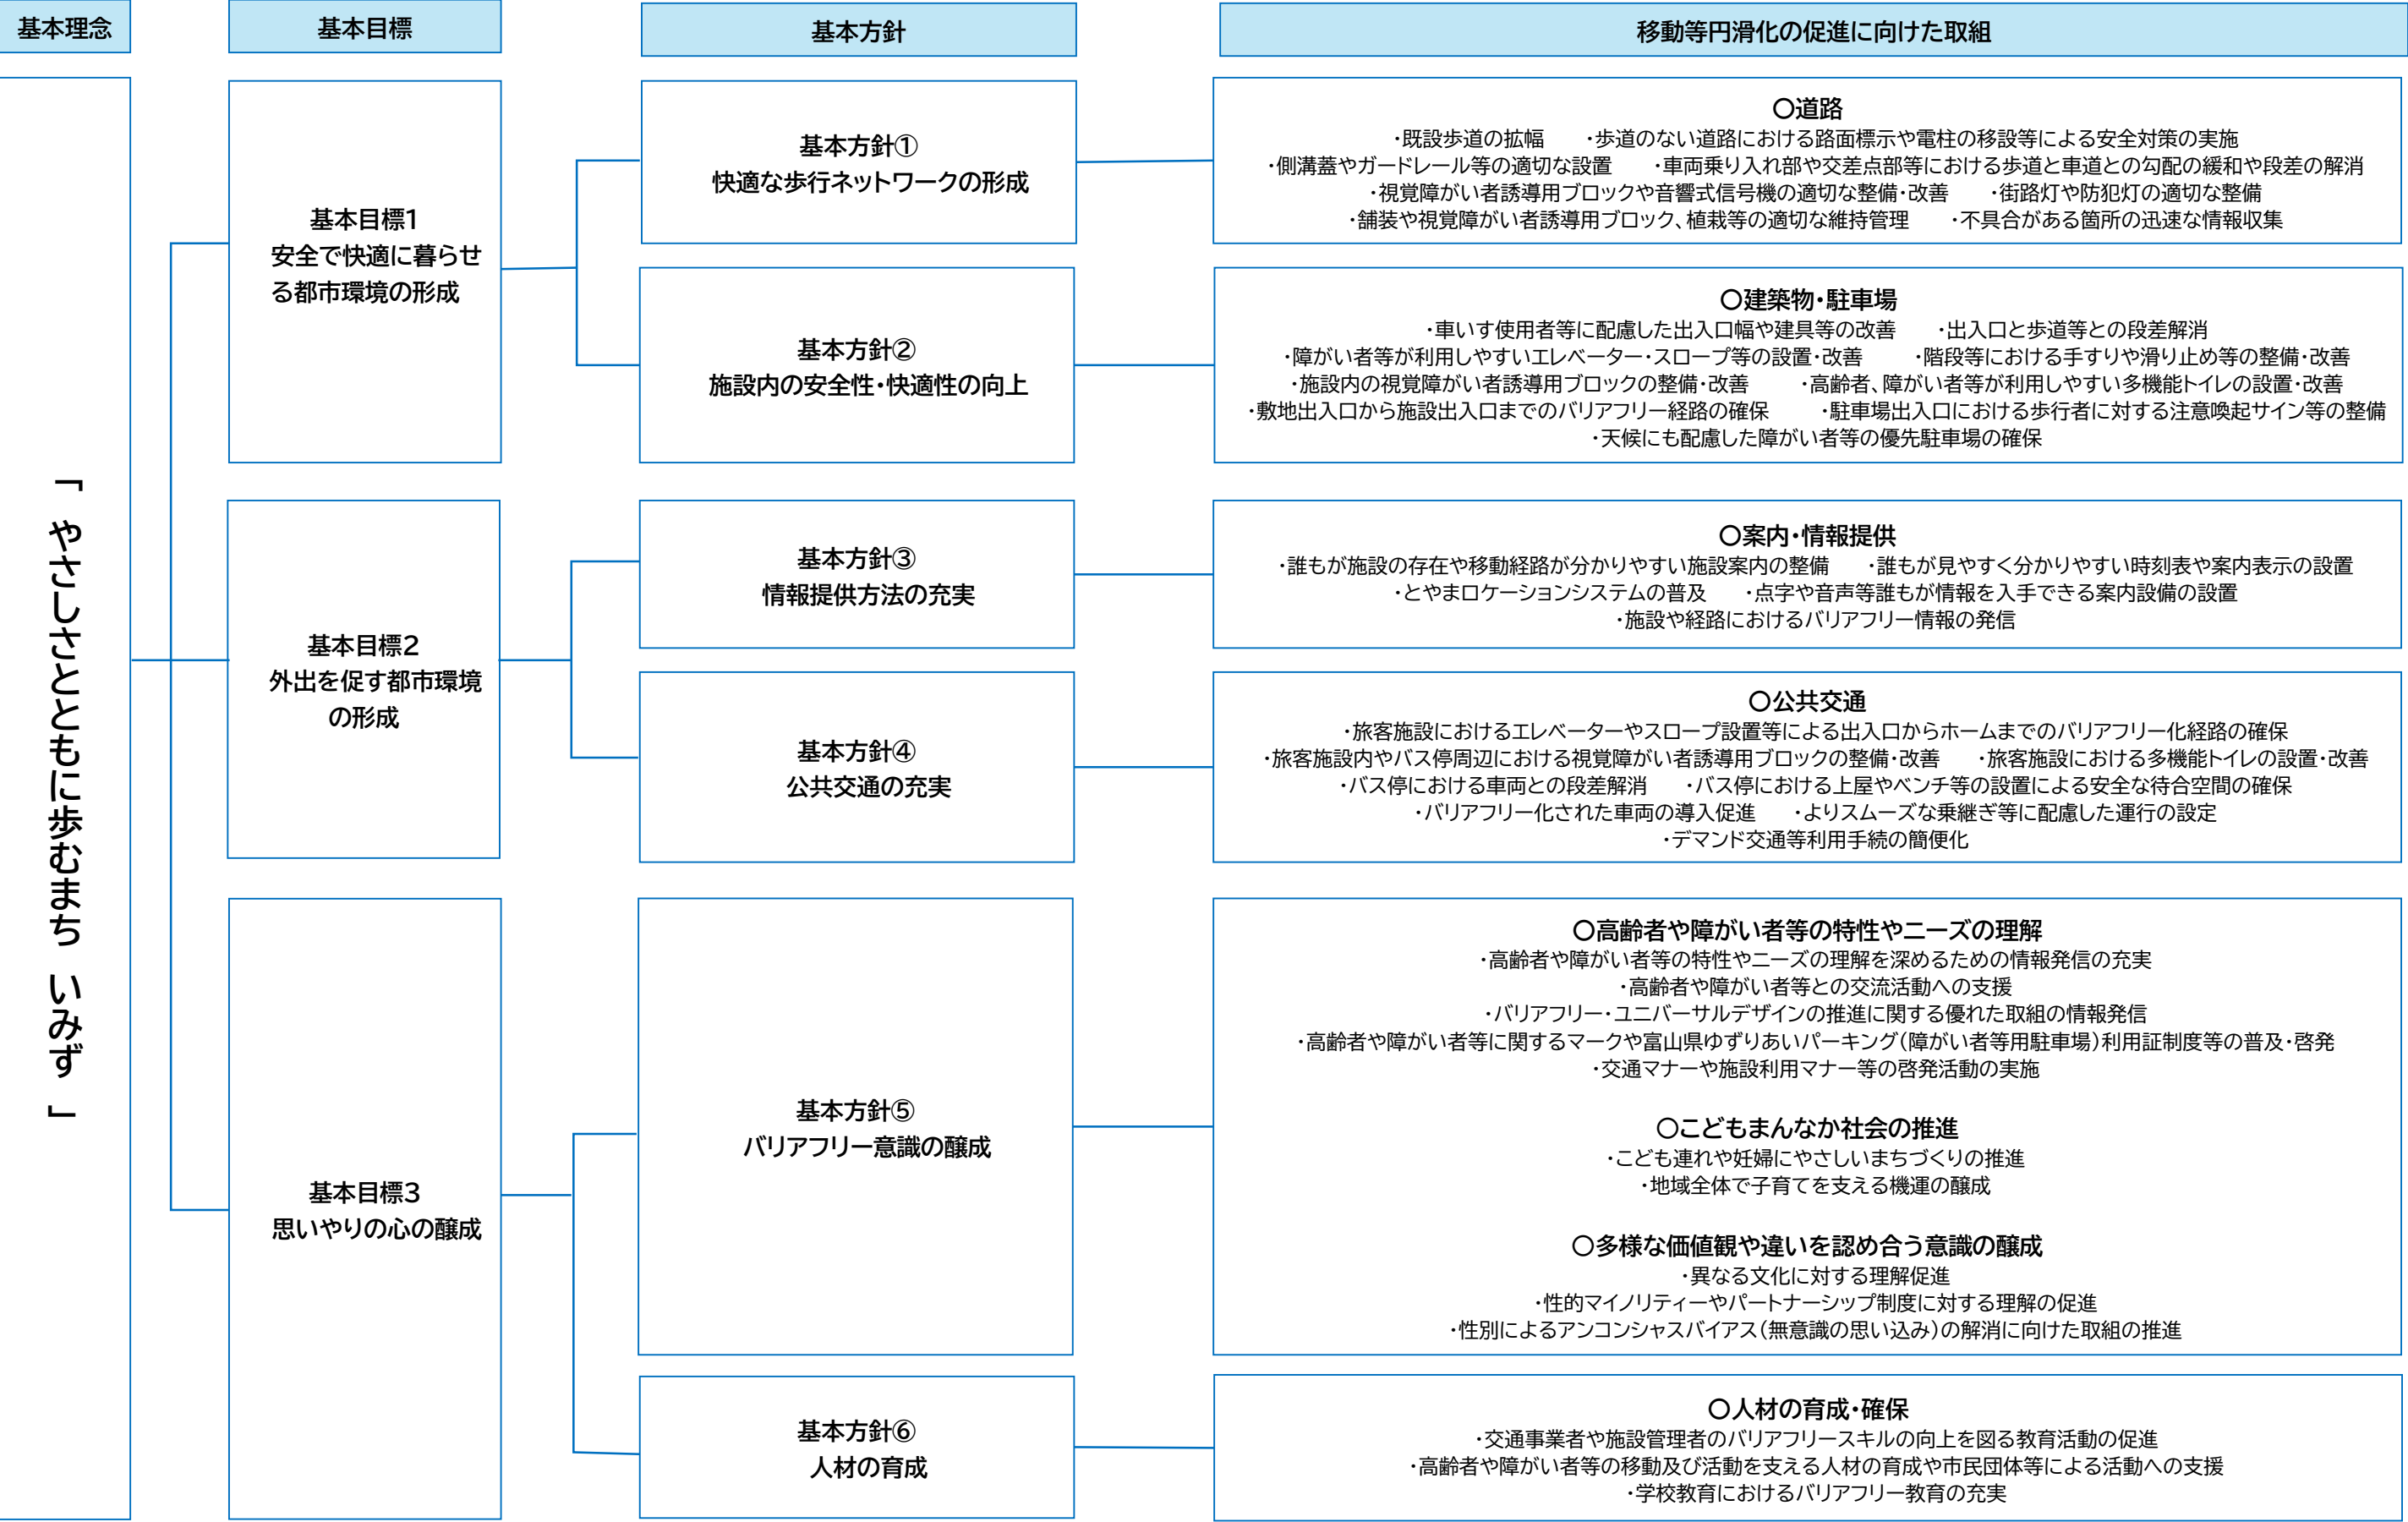 基本理念
基本目標
基本方針
移動等円滑化の促進に向けた取組
「 やさしさとともに歩むまち いみず 」
基本目標1
安全で快適に暮らせ
る都市環境の形成
基本方針①
快適な歩行ネットワークの形成
〇道路
・既設歩道の拡幅　・歩道のない道路における路面標示や電柱の移設等による安全対策の実施
・側溝蓋やガードレール等の適切な設置　・車両乗り入れ部や交差点部等における歩道と車道との勾配の緩和や段差の解消
・視覚障がい者誘導用ブロックや音響式信号機の適切な整備・改善　・街路灯や防犯灯の適切な整備
・舗装や視覚障がい者誘導用ブロック、植栽等の適切な維持管理　・不具合がある箇所の迅速な情報収集
基本方針②
施設内の安全性・快適性の向上
〇建築物・駐車場
・車いす使用者等に配慮した出入口幅や建具等の改善　・出入口と歩道等との段差解消
・障がい者等が利用しやすいエレベーター・スロープ等の設置・改善　・階段等における手すりや滑り止め等の整備・改善
・施設内の視覚障がい者誘導用ブロックの整備・改善　・高齢者、障がい者等が利用しやすい多機能トイレの設置・改善
・敷地出入口から施設出入口までのバリアフリー経路の確保　・駐車場出入口における歩行者に対する注意喚起サイン等の整備
・天候にも配慮した障がい者等の優先駐車場の確保
基本目標2
外出を促す都市環境
の形成
基本方針③
情報提供方法の充実
〇案内・情報提供
・誰もが施設の存在や移動経路が分かりやすい施設案内の整備　・誰もが見やすく分かりやすい時刻表や案内表示の設置
・とやまロケーションシステムの普及　・点字や音声等誰もが情報を入手できる案内設備の設置
・施設や経路におけるバリアフリー情報の発信
基本方針④
公共交通の充実
〇公共交通
・旅客施設におけるエレベーターやスロープ設置等による出入口からホームまでのバリアフリー化経路の確保
・旅客施設内やバス停周辺における視覚障がい者誘導用ブロックの整備・改善　・旅客施設における多機能トイレの設置・改善
・バス停における車両との段差解消　・バス停における上屋やベンチ等の設置による安全な待合空間の確保
・バリアフリー化された車両の導入促進　・よりスムーズな乗継ぎ等に配慮した運行の設定
・デマンド交通等利用手続の簡便化
基本目標3
思いやりの心の醸成
基本方針⑤
バリアフリー意識の醸成
〇高齢者や障がい者等の特性やニーズの理解
・高齢者や障がい者等の特性やニーズの理解を深めるための情報発信の充実
・高齢者や障がい者等との交流活動への支援
・バリアフリー・ユニバーサルデザインの推進に関する優れた取組の情報発信
・高齢者や障がい者等に関するマークや富山県ゆずりあいパーキング（障がい者等用駐車場）利用証制度等の普及・啓発
・交通マナーや施設利用マナー等の啓発活動の実施
〇こどもまんなか社会の推進
・こども連れや妊婦にやさしいまちづくりの推進
・地域全体で子育てを支える機運の醸成
〇多様な価値観や違いを認め合う意識の醸成
・異なる文化に対する理解促進
・性的マイノリティーやパートナーシップ制度に対する理解の促進
・性別によるアンコンシャスバイアス（無意識の思い込み）の解消に向けた取組の推進
基本方針⑥
人材の育成
〇人材の育成・確保
・交通事業者や施設管理者のバリアフリースキルの向上を図る教育活動の促進
・高齢者や障がい者等の移動及び活動を支える人材の育成や市民団体等による活動への支援
・学校教育におけるバリアフリー教育の充実